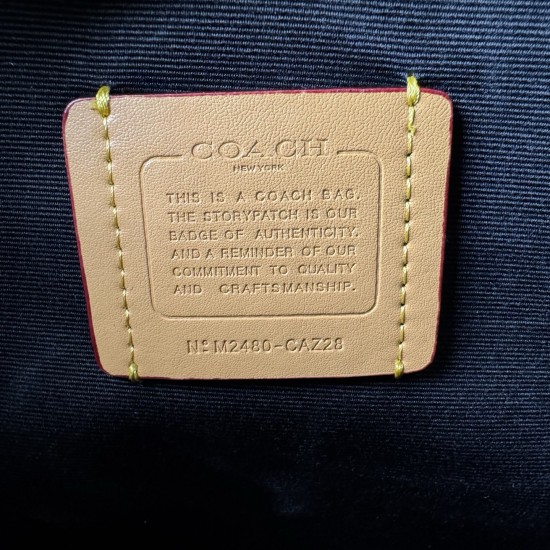 COACH
NEW YORK
THIS IS A COACH BAG.
THE STORYPATCH IS OUR
BADGE OF AUTHENTICITY.
AND A REMINDER OF OUR
COMMITMENT TO QUALITY
AND CRAFTSMANSHIP.
Nº M2480-CAZ28